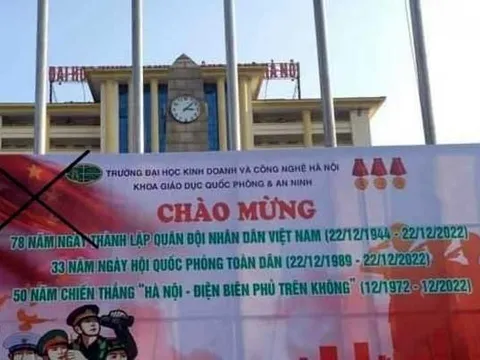 ĐẠI HỌC HÀ NỘI
TRƯỜNG ĐẠI HỌC KINH DOANH VÀ CÔNG NGHỆ HÀ NỘI
KHOA GIÁO DỤC QUỐC PHÒNG & AN NINH
CHÀO MỪNG
78 NĂM NGÀY THÀNH LẬP QUÂN ĐỘI NHÂN DÂN VIỆT NAM (22/12/1944 - 22/12/2022)
33 NĂM NGÀY HỘI QUỐC PHÒNG TOÀN DÂN (22/12/1989 - 22/12/2022)
50 NĂM CHIẾN THẮNG "HÀ NỘI - ĐIỆN BIÊN PHỦ TRÊN KHÔNG" (12/1972 - 12/2022)